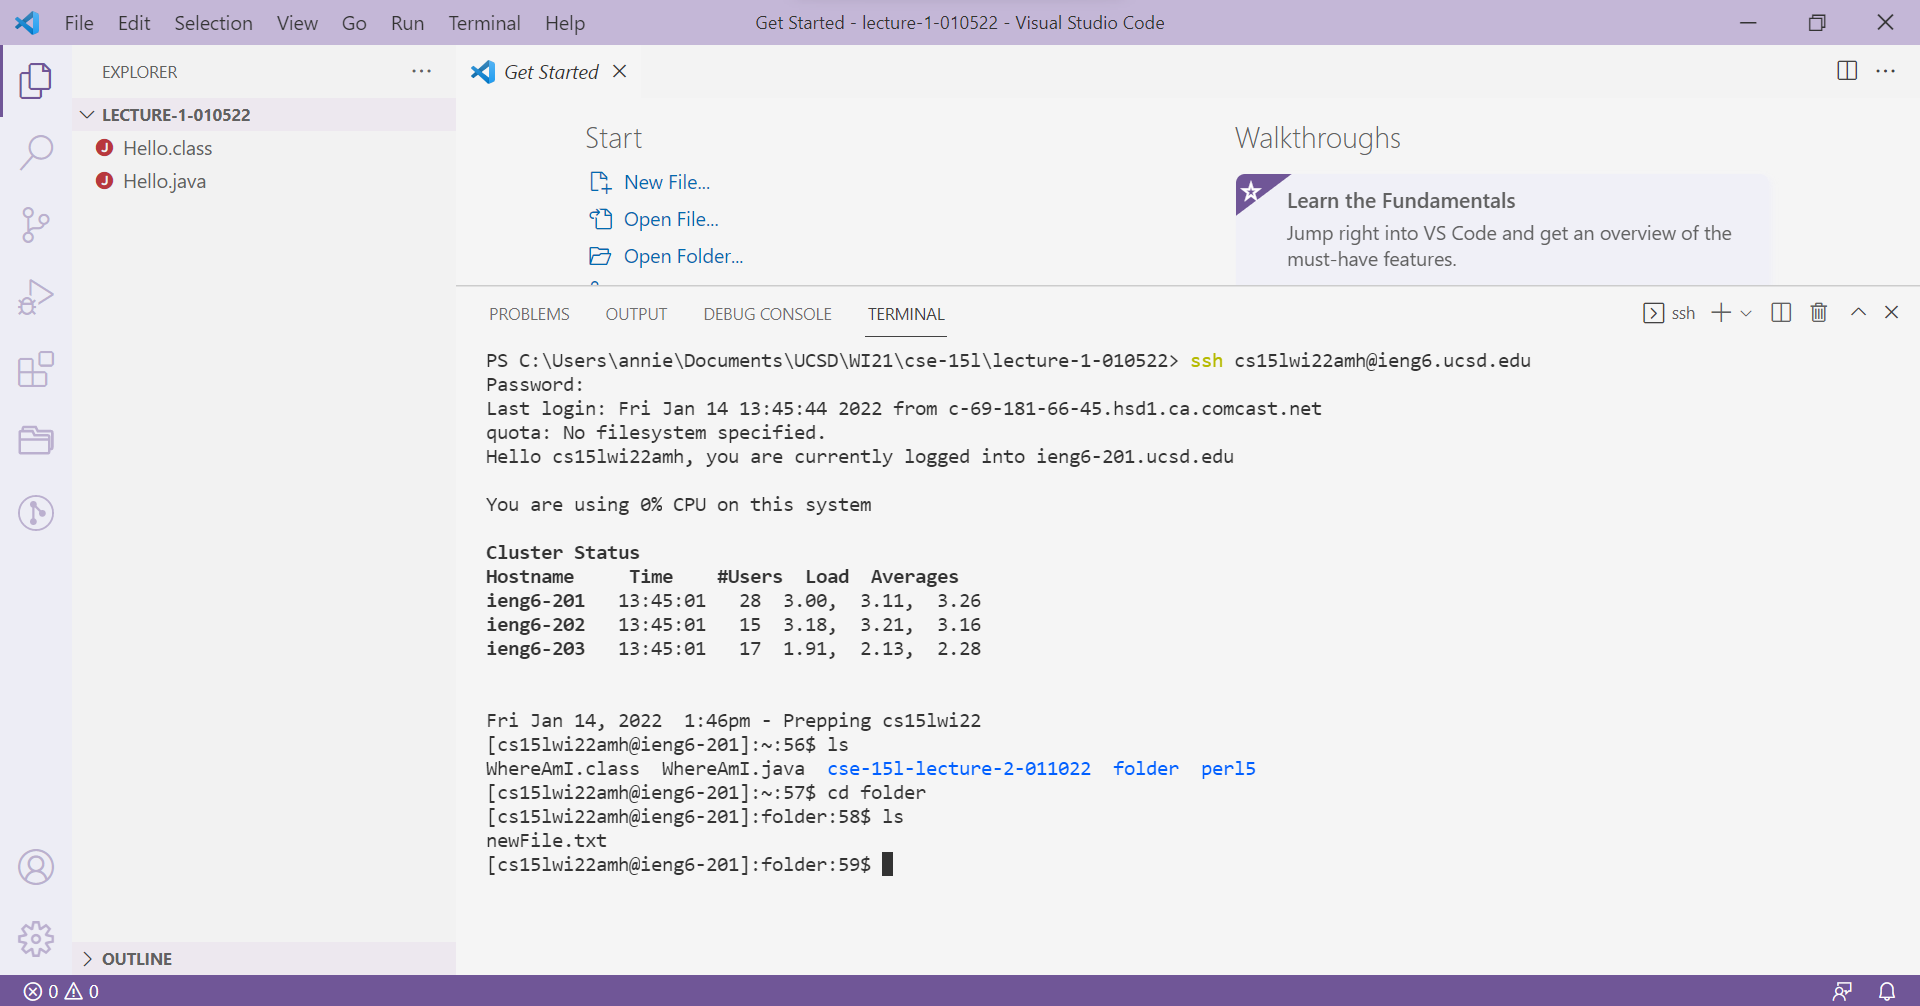 File Edit Selection View Go Run Terminal Help
Get Started - lecture-1-010522 - Visual Studio Code
EXPLORER
LECTURE-1-010522
Hello.class
Hello.java
OUTLINE
Get Started
Start
New File...
Open File...
Open Folder...
Walkthroughs
Learn the Fundamentals
Jump right into VS Code and get an overview of the
must-have features.
PROBLEMS OUTPUT DEBUG CONSOLE TERMINAL
ssh
PS C:\Users\annie\Documents\UCSD\WI21\cse-15l\lecture-1-010522> ssh cs15lwi22amh@ieng6.ucsd.edu
Password:
Last login: Fri Jan 14 13:45:44 2022 from c-69-181-66-45.hsd1.ca.comcast.net
quota: No filesystem specified.
Hello cs15lwi22amh, you are currently logged into ieng6-201.ucsd.edu
You are using 0% CPU on this system
Cluster Status
Hostname Time #Users Load Averages
ieng6-201 13:45:01 28 3.00, 3.11, 3.26
ieng6-202 13:45:01 15 3.18, 3.21, 3.16
ieng6-203 13:45:01 17 1.91, 2.13, 2.28
Fri Jan 14, 2022 1:46pm - Prepping cs15lwi22
[cs15lwi22amh@ieng6-201]:~:56$ ls
WhereAmI.class WhereAmI.java cse-15l-lecture-2-011022 folder perl5
[cs15lwi22amh@ieng6-201]:~:57$ cd folder
[cs15lwi22amh@ieng6-201]:folder:58$ ls
newFile.txt
[cs15lwi22amh@ieng6-201]:folder:59$
0 0